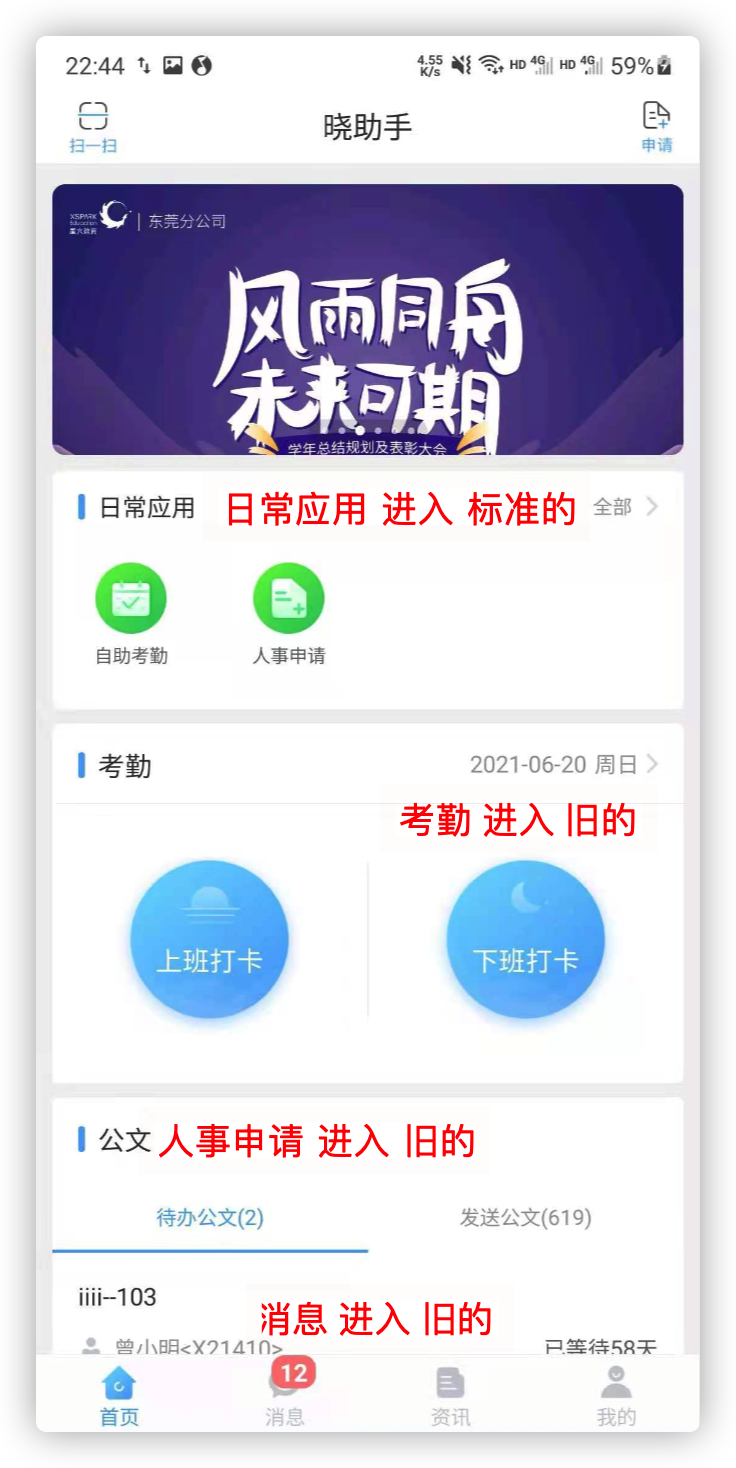 22:44 4.55 K/s HD 4G HD 4G 59%
扫一扫 晓助手 申请
XSPARK Education 星火教育 | 东莞分公司
风雨同舟
未来可期
学年总结规划及表彰大会
日常应用 日常应用 进入 标准的 全部
自助考勤 人事申请
考勤 2021-06-20 周日
考勤 进入 旧的
上班打卡 下班打卡
公文 人事申请 进入 旧的
待办公文(2) 发送公文(619)
iiii--103
消息 进入 旧的
曾小明<X21410> 已等待58天
12
首页 消息 资讯 我的